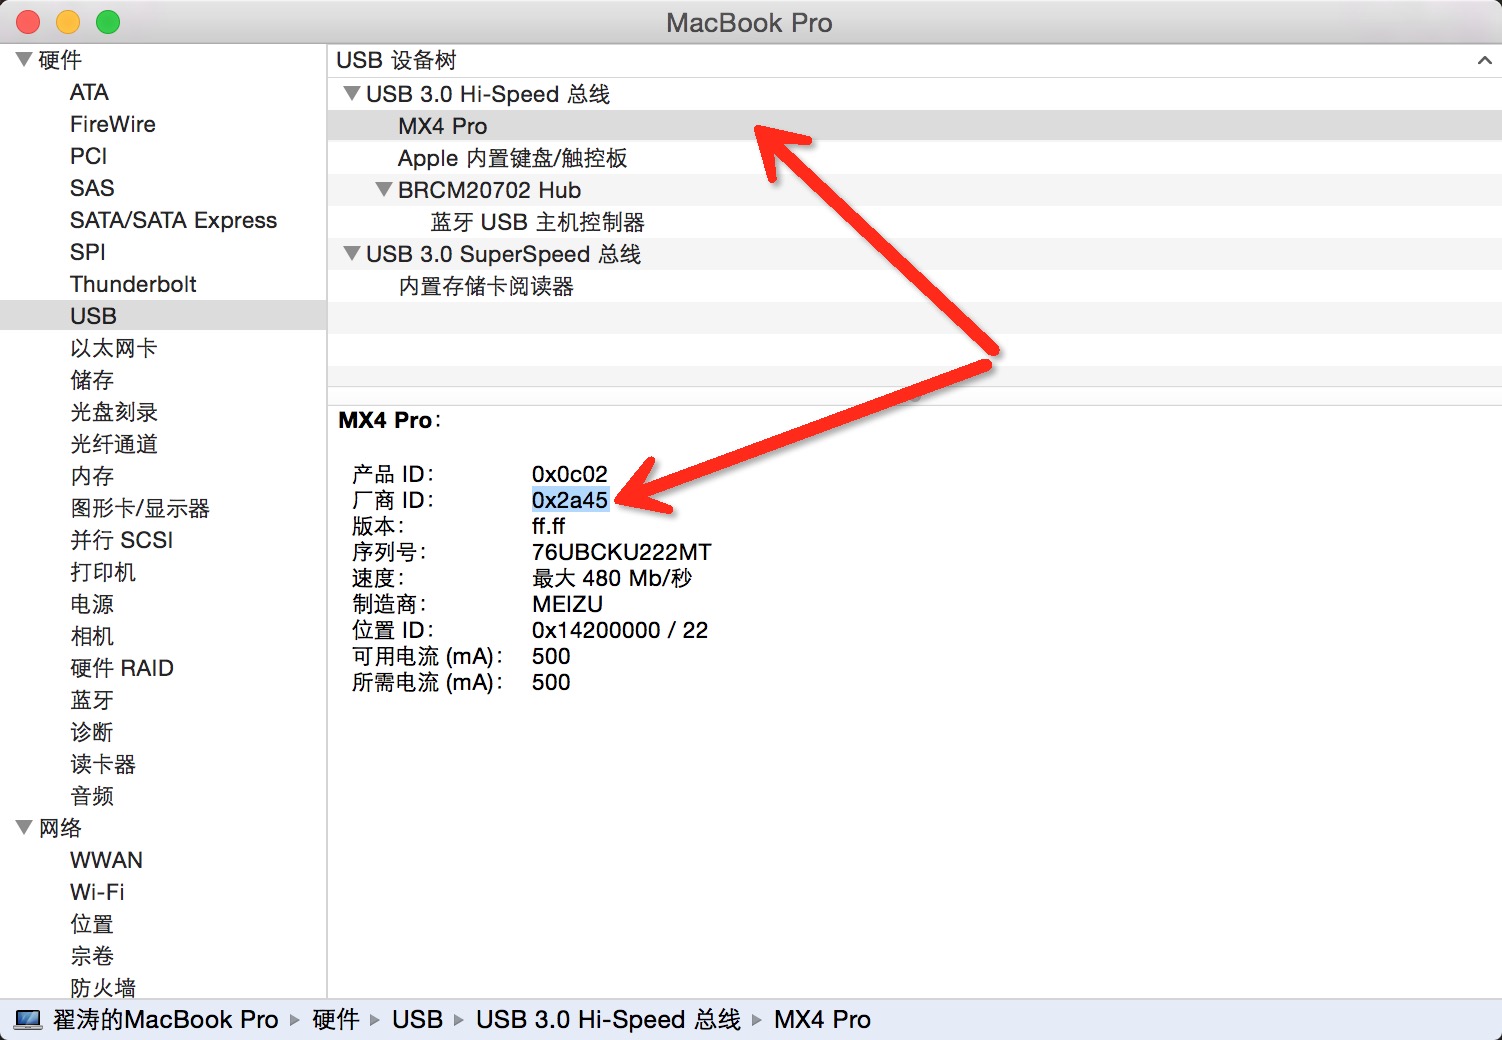 MacBook Pro
硬件
ATA
FireWire
PCI
SAS
SATA/SATA Express
SPI
Thunderbolt
USB
以太网卡
储存
光盘刻录
光纤通道
内存
图形卡/显示器
并行 SCSI
打印机
电源
相机
硬件 RAID
蓝牙
诊断
读卡器
音频
网络
WWAN
Wi-Fi
位置
宗卷
防火墙
USB 设备树
USB 3.0 Hi-Speed 总线
MX4 Pro
Apple 内置键盘/触控板
BRCM20702 Hub
蓝牙 USB 主机控制器
USB 3.0 SuperSpeed 总线
内置存储卡阅读器
MX4 Pro：
产品 ID： 0x0c02
厂商 ID： 0x2a45
版本： ff.ff
序列号： 76UBCKU222MT
速度： 最大 480 Mb/秒
制造商： MEIZU
位置 ID： 0x14200000 / 22
可用电流 (mA)： 500
所需电流 (mA)： 500
翟涛的MacBook Pro ▸ 硬件 ▸ USB ▸ USB 3.0 Hi-Speed 总线 ▸ MX4 Pro